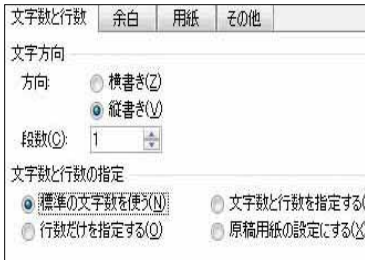 文字数と行数 余白 用紙 その他
文字方向
方向: 横書き(Z)
縦書き(V)
段数(C): 1
文字数と行数の指定
標準の文字数を使う(N) 文字数と行数を指定する(
行数だけを指定する(O) 原稿用紙の設定にする(X)